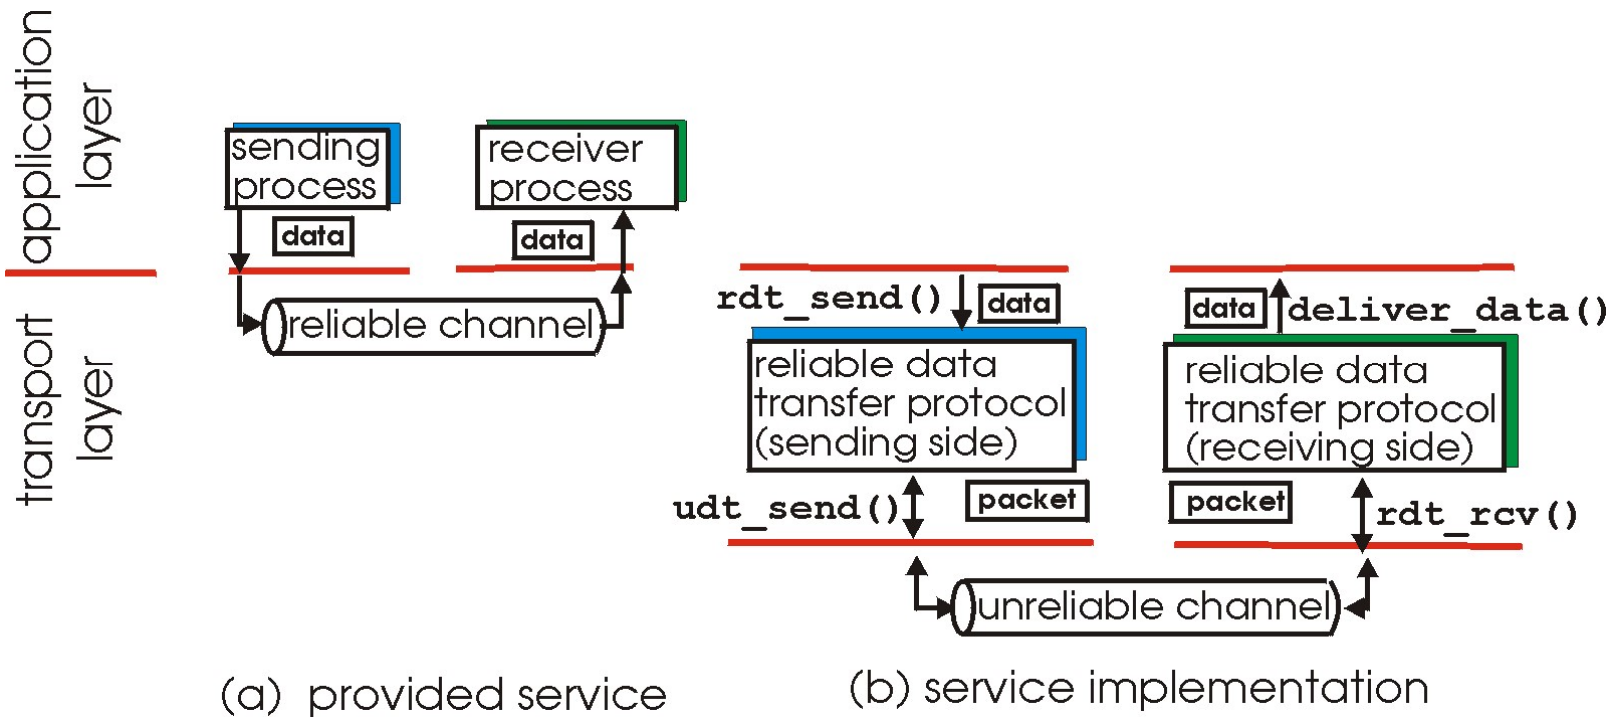 application
layer
transport
layer
sending
process
data
receiver
process
data
reliable channel
(a) provided service
rdt_send()
data
reliable data
transfer protocol
(sending side)
udt_send()
packet
data
deliver_data()
reliable data
transfer protocol
(receiving side)
packet
rdt_rcv()
unreliable channel
(b) service implementation